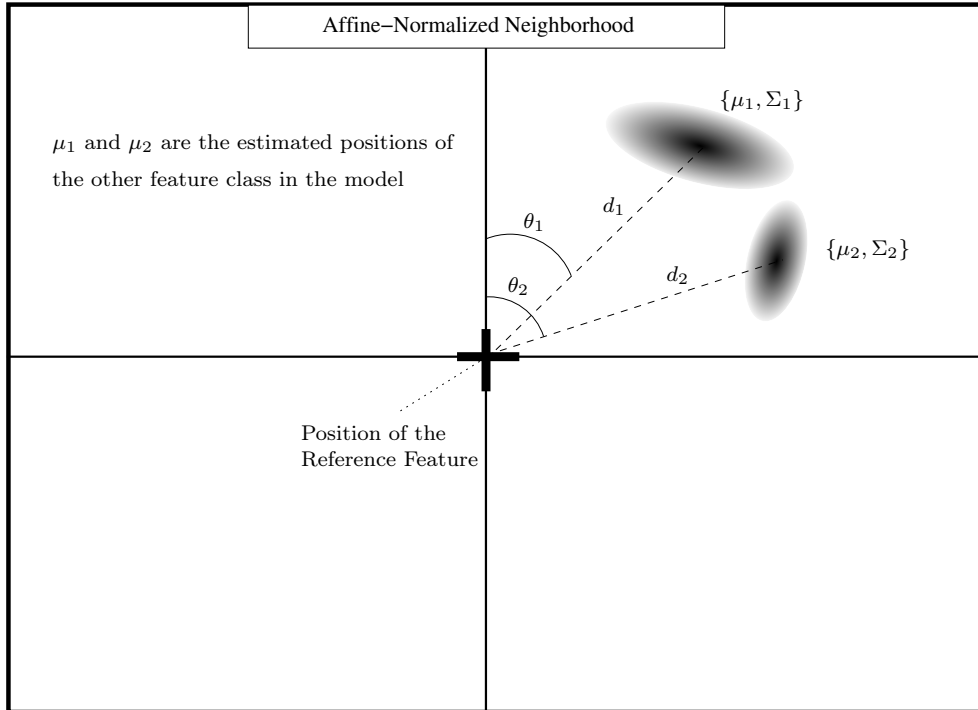 Affine−Normalized Neighborhood
{μ₁, Σ₁}
μ₁ and μ₂ are the estimated positions of
the other feature class in the model
d₁
θ₁
{μ₂, Σ₂}
d₂
θ₂
Position of the
Reference Feature